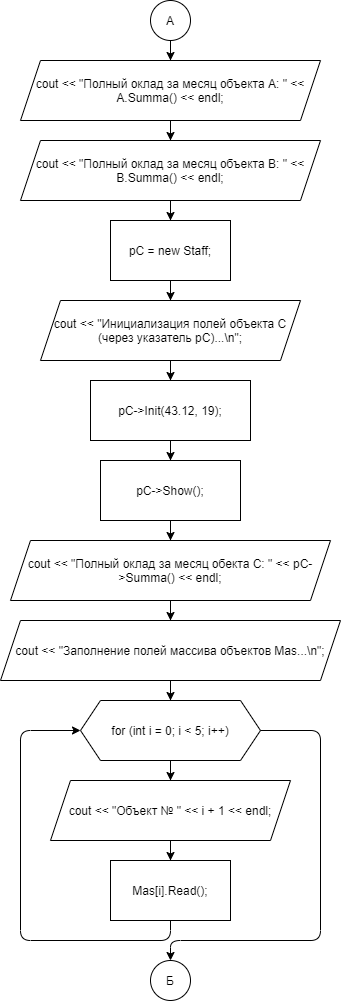 А
cout << "Полный оклад за месяц объекта A: " <<
A.Summa() << endl;
cout << "Полный оклад за месяц объекта B: " <<
B.Summa() << endl;
pC = new Staff;
cout << "Инициализация полей объекта C
(через указатель pC)...\n";
pC->Init(43.12, 19);
pC->Show();
cout << "Полный оклад за месяц обекта C: " << pC-
>Summa() << endl;
cout << "Заполнение полей массива объектов Mas...\n";
for (int i = 0; i < 5; i++)
cout << "Объект № " << i + 1 << endl;
Mas[i].Read();
Б